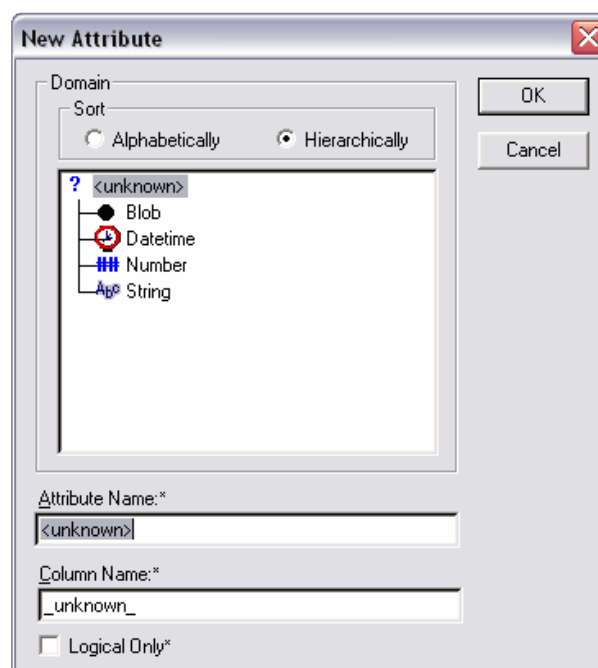 New Attribute
Domain
Sort
Alphabetically
Hierarchically
OK
Cancel
? <unknown>
Blob
Datetime
Number
Abc String
Attribute Name:*
<unknown>
Column Name:*
_unknown_
Logical Only*